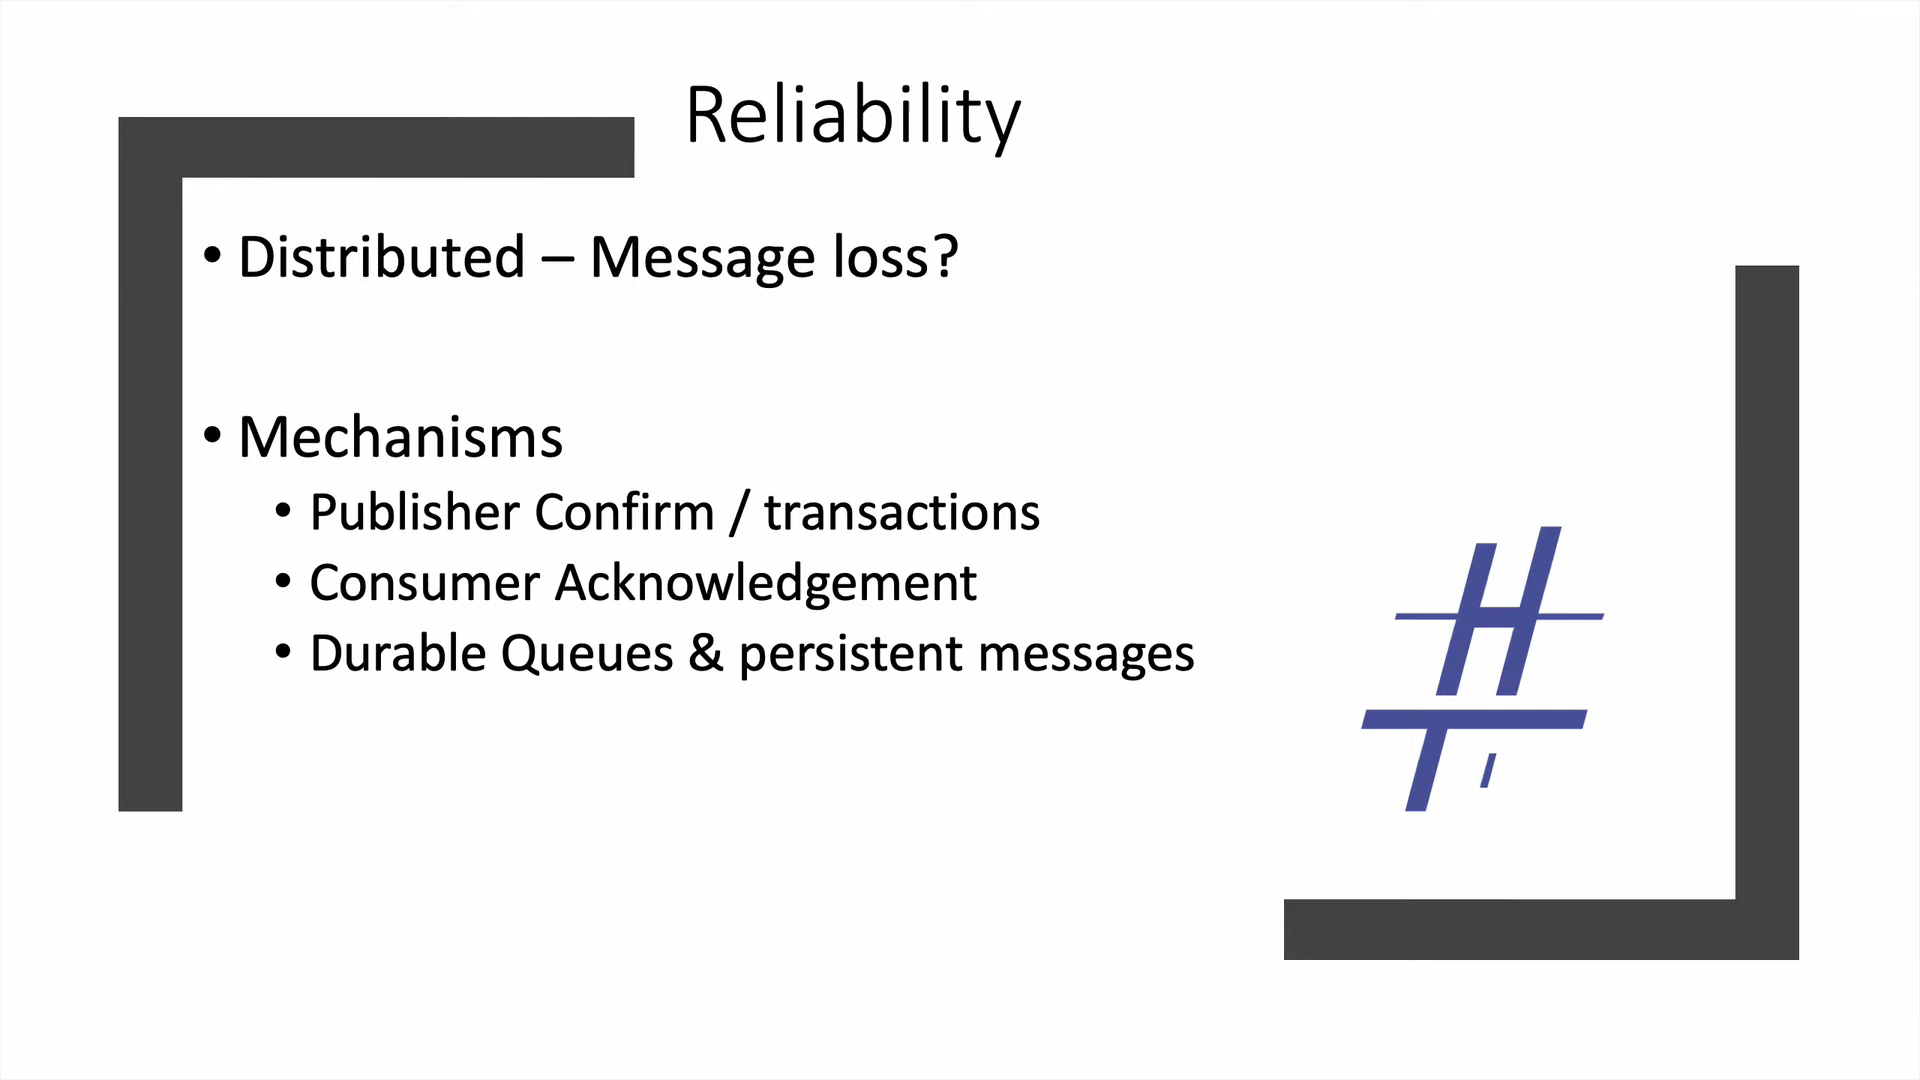 Reliability
• Distributed – Message loss?
• Mechanisms
• Publisher Confirm / transactions
• Consumer Acknowledgement
• Durable Queues & persistent messages